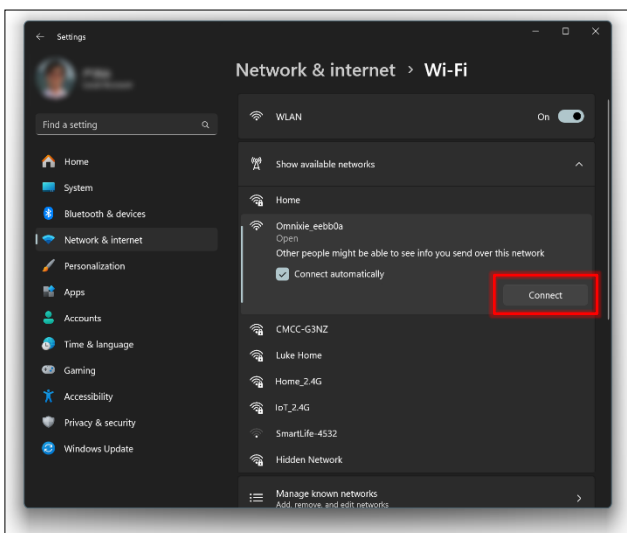 Settings
Network & internet > Wi-Fi
Find a setting
Home
System
Bluetooth & devices
Network & internet
Personalization
Apps
Accounts
Time & language
Gaming
Accessibility
Privacy & security
Windows Update
WLAN
On
Show available networks
Home
Omnixie_eebb0a
Open
Other people might be able to see info you send over this network
Connect automatically
Connect
CMCC-G3NZ
Luke Home
Home_2.4G
IoT_2.4G
SmartLife-4532
Hidden Network
Manage known networks
Add, remove, and edit networks